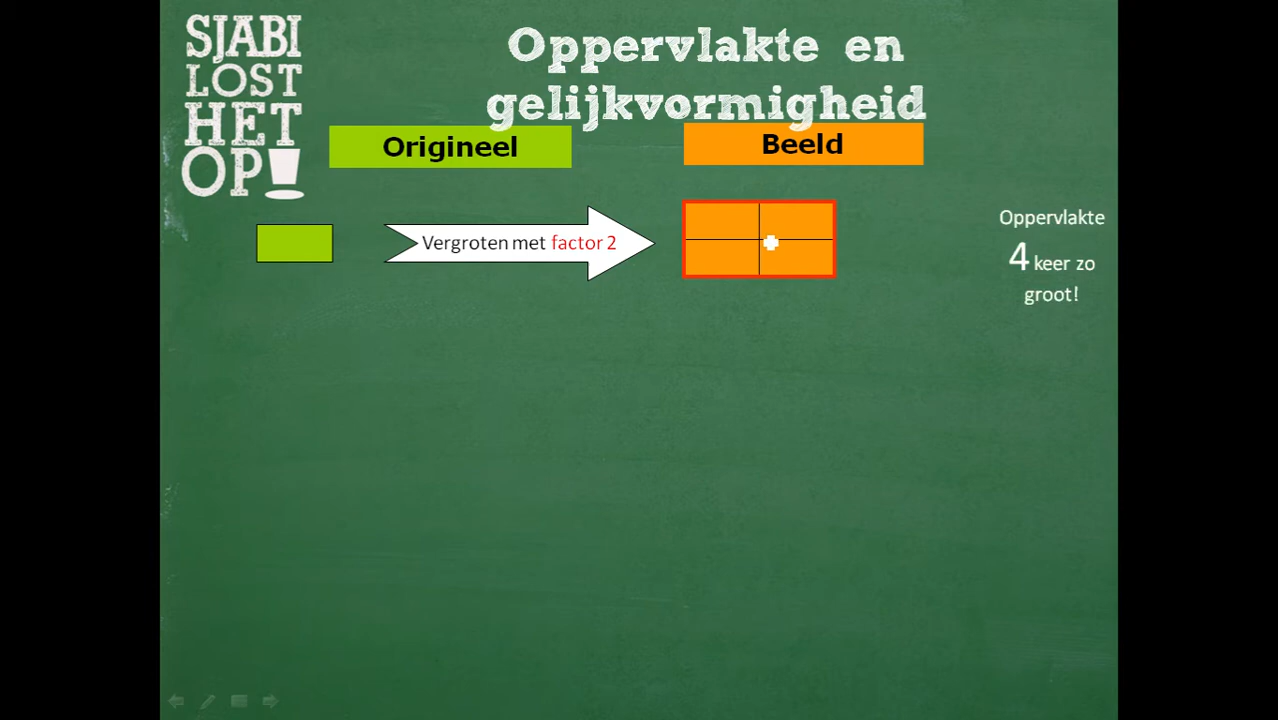 SJABI
LOST
HET
OP!
Oppervlakte en
gelijkvormigheid
Origineel
Beeld
Vergroten met factor 2
Oppervlakte
4 keer zo
groot!